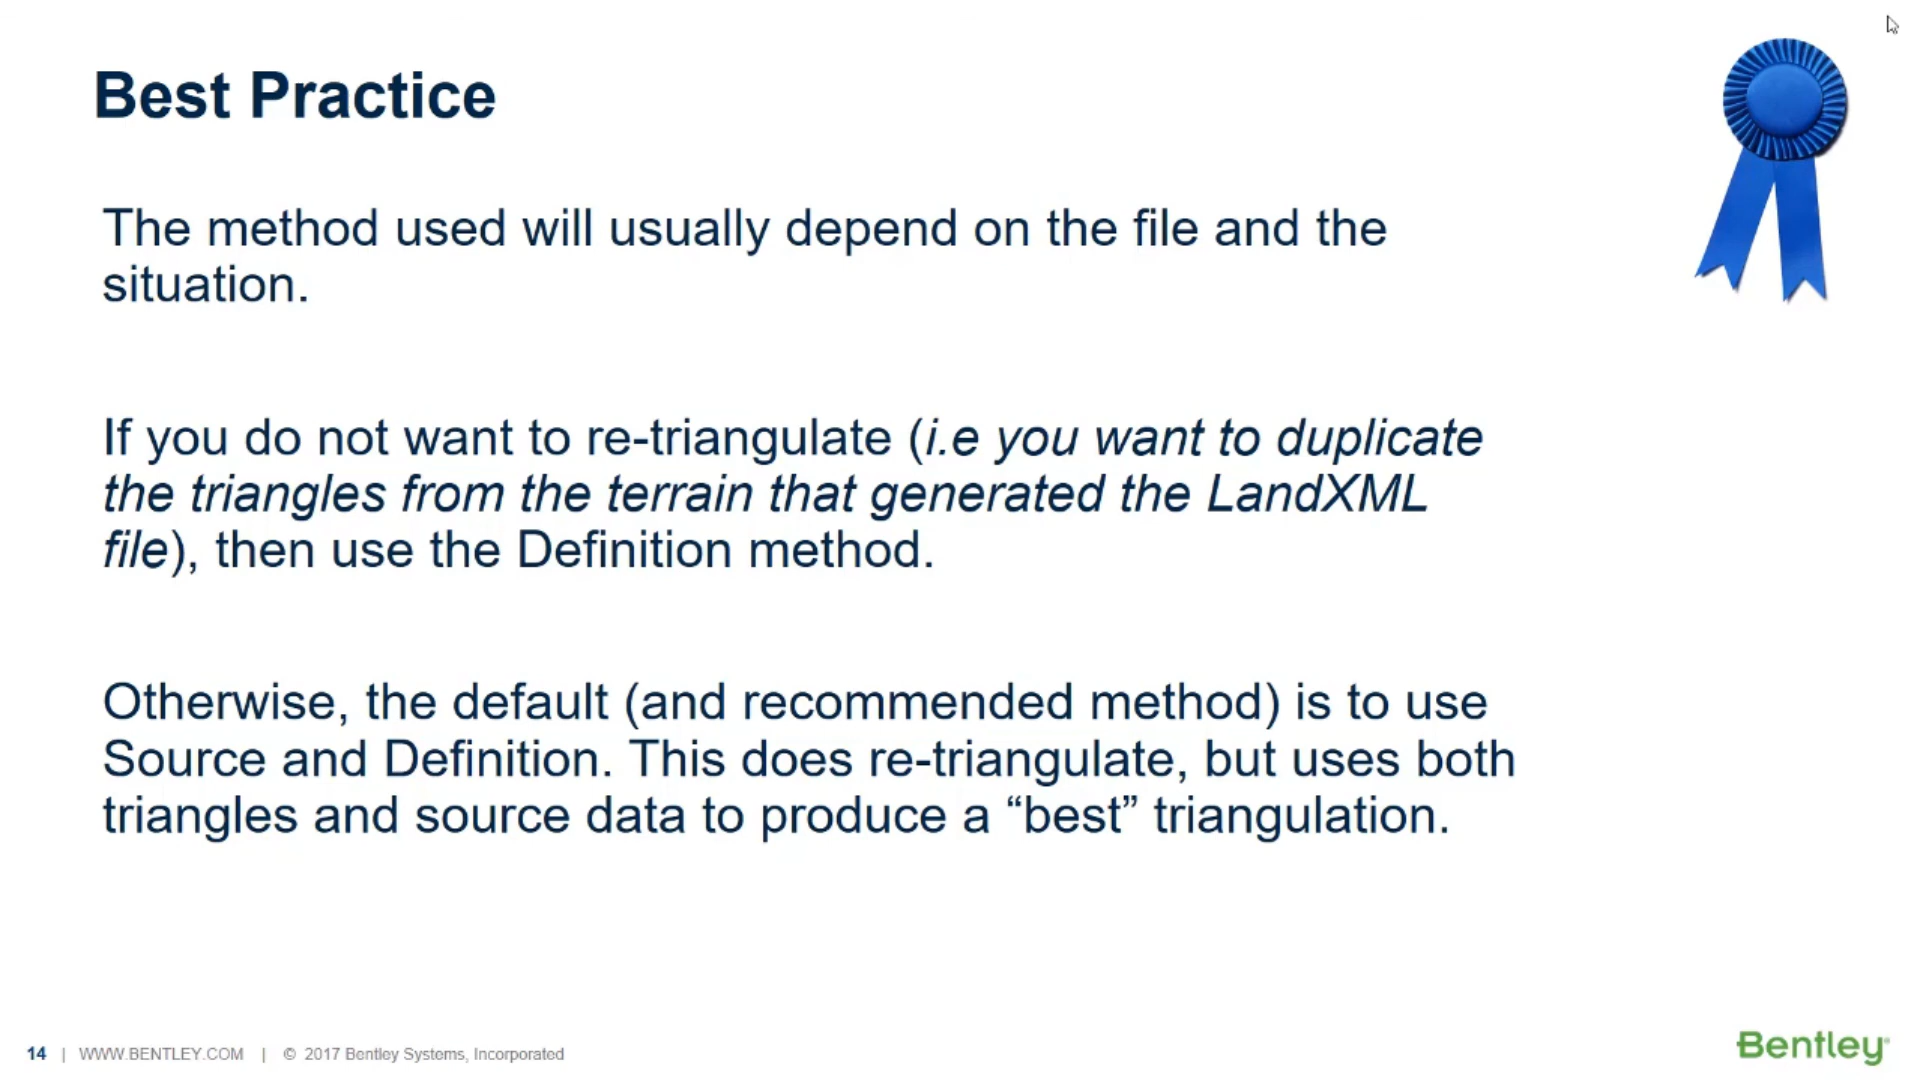 Best Practice
The method used will usually depend on the file and the
situation.
If you do not want to re-triangulate (i.e you want to duplicate
the triangles from the terrain that generated the LandXML
file), then use the Definition method.
Otherwise, the default (and recommended method) is to use
Source and Definition. This does re-triangulate, but uses both
triangles and source data to produce a “best” triangulation.
14 | WWW.BENTLEY.COM | © 2017 Bentley Systems, Incorporated
Bentley®